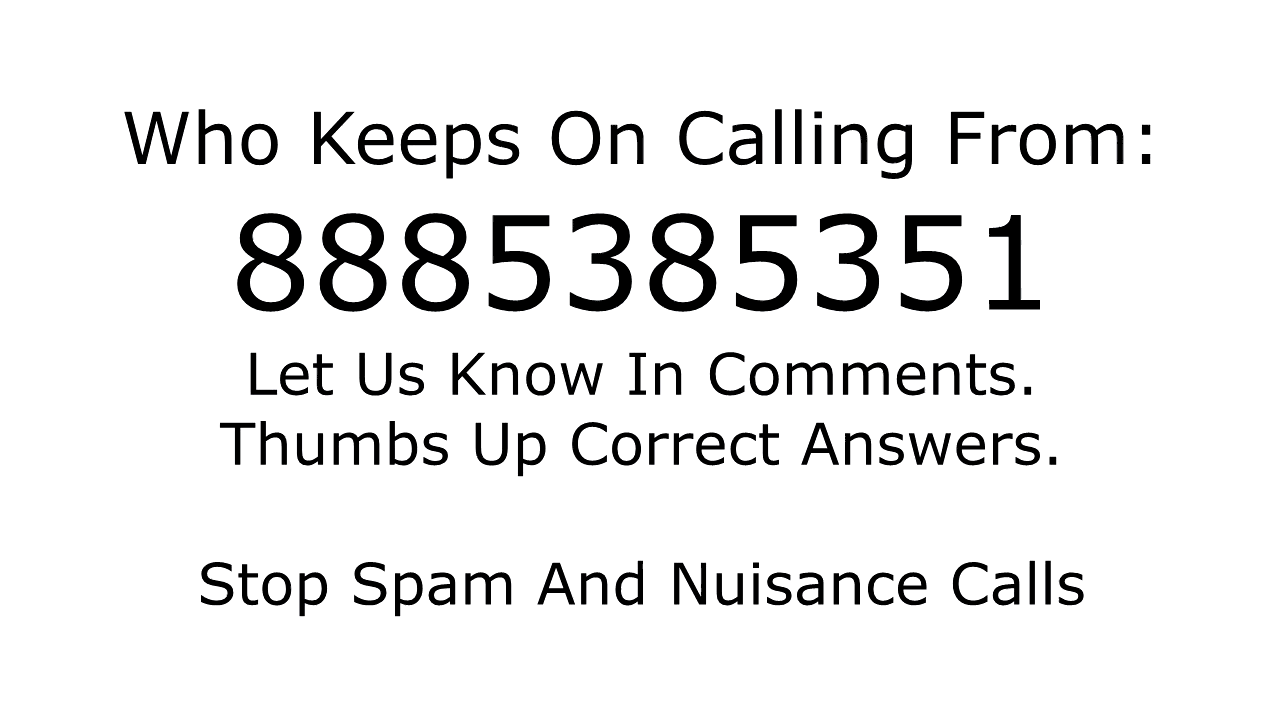 Who Keeps On Calling From:
8885385351
Let Us Know In Comments.
Thumbs Up Correct Answers.
Stop Spam And Nuisance Calls